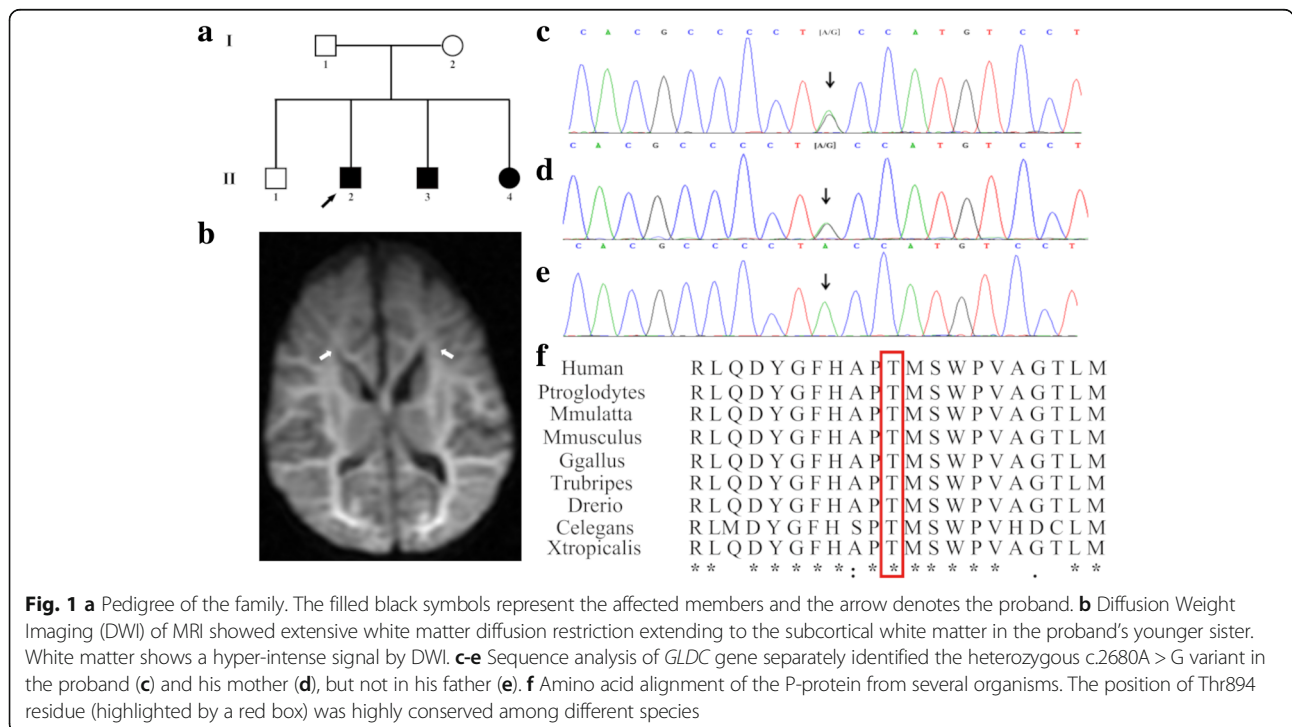 a
I
1
2
II
1
2
3
4
b
c
C A C G C C C C T [A/G] C C A T G T C C T
d
C A C G C C C C T [A/G] C C A T G T C C T
e
C A C G C C C C T A C C A T G T C C T
f
Human R L Q D Y G F H A P T M S W P V A G T L M
Ptroglodytes R L Q D Y G F H A P T M S W P V A G T L M
Mmulatta R L Q D Y G F H A P T M S W P V A G T L M
Mmusculus R L Q D Y G F H A P T M S W P V A G T L M
Ggallus R L Q D Y G F H A P T M S W P V A G T L M
Trubripes R L Q D Y G F H A P T M S W P V A G T L M
Drerio R L Q D Y G F H A P T M S W P V A G T L M
Celegans R L M D Y G F H S P T M S W P V H D C L M
Xtropicalis R L Q D Y G F H A P T M S W P V A G T L M
* * * * * * * : * * * * * * * . * *
Fig. 1 a Pedigree of the family. The filled black symbols represent the affected members and the arrow denotes the proband. b Diffusion Weight
Imaging (DWI) of MRI showed extensive white matter diffusion restriction extending to the subcortical white matter in the proband's younger sister.
White matter shows a hyper-intense signal by DWI. c-e Sequence analysis of GLDC gene separately identified the heterozygous c.2680A > G variant in
the proband (c) and his mother (d), but not in his father (e). f Amino acid alignment of the P-protein from several organisms. The position of Thr894
residue (highlighted by a red box) was highly conserved among different species